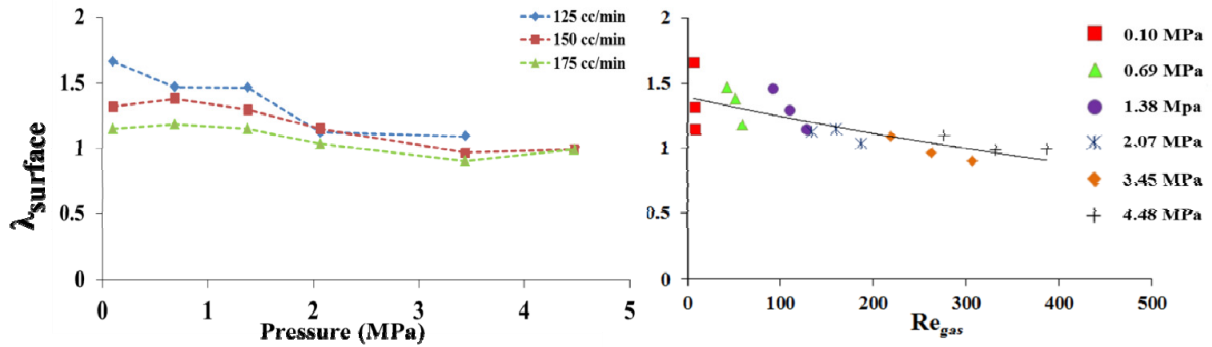 2
1.5
1
0.5
0
λsurface
0 1 2 3 4 5
Pressure (MPa)
125 cc/min
150 cc/min
175 cc/min
2
1.5
1
0.5
0
0 100 200 300 400 500
Regas
0.10 MPa
0.69 MPa
1.38 Mpa
2.07 MPa
3.45 MPa
4.48 MPa